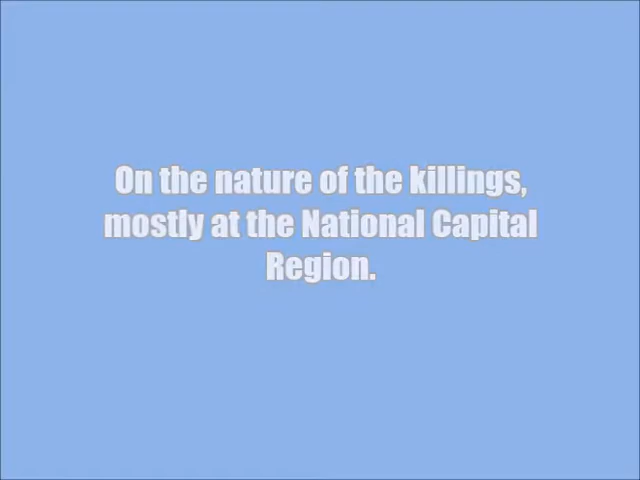 On the nature of the killings,
mostly at the National Capital
Region.